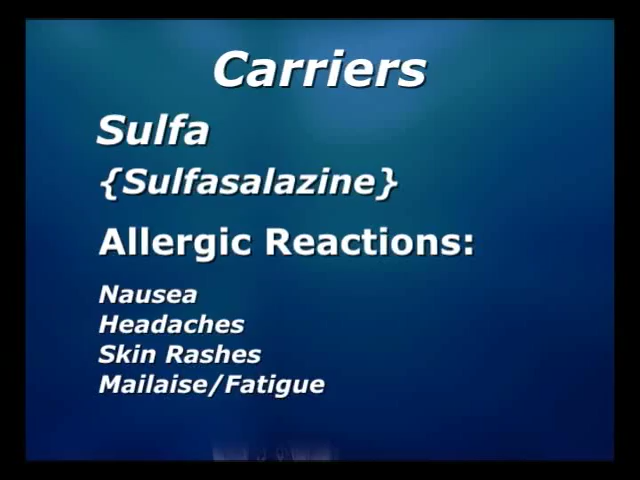 Carriers
Sulfa
{Sulfasalazine}
Allergic Reactions:
Nausea
Headaches
Skin Rashes
Mailaise/Fatigue